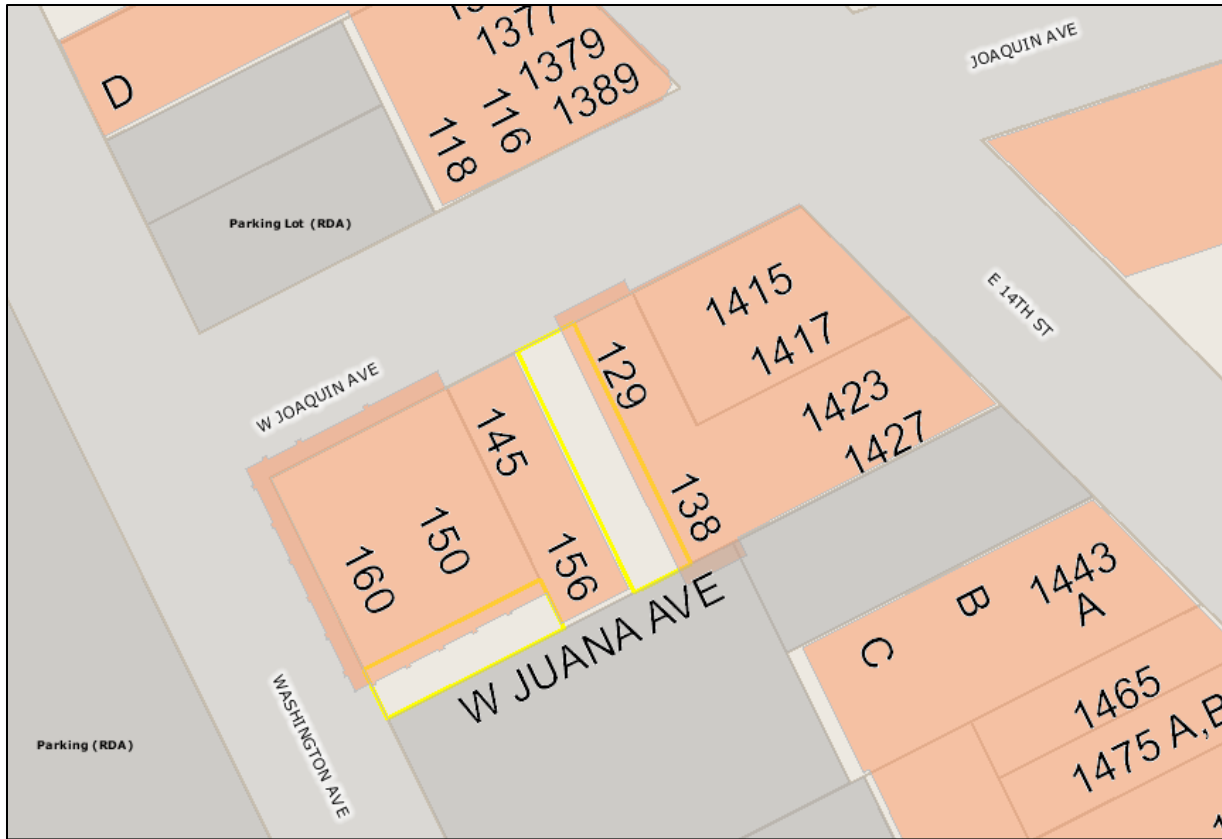 1377
1379
1389
116
118
D
JOAQUIN AVE
Parking Lot (RDA)
E 14TH ST
1415
1417
129
1423
1427
W JOAQUIN AVE
145
138
150
156
160
W JUANA AVE
1443
A
B
C
1465
1475 A,B
WASHINGTON AVE
Parking (RDA)